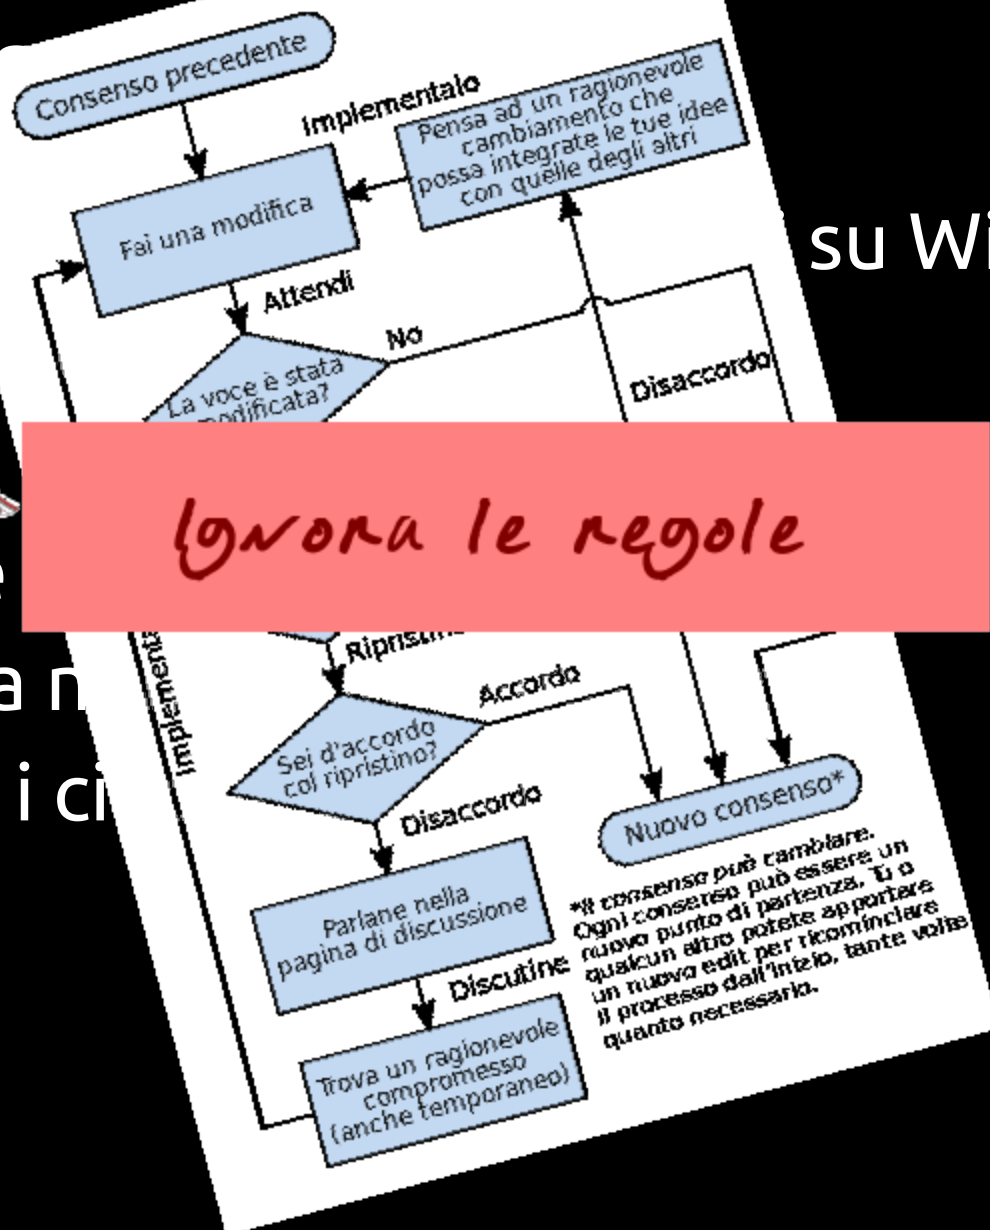 Consenso precedente
Implementalo
Pensa ad un ragionevole
cambiamento che
possa integrate le tue idee
con quelle degli altri
Fai una modifica
su Wi
Attendi
No
La voce è stata
modificata?
Disaccordo
Ignora le regole
e
a n
i ci
Implementa
Ripristin
Accordo
Sei d'accordo
col ripristino?
Disaccordo
Nuovo consenso*
Parlane nella
pagina di discussione
*Il consenso può cambiare.
Ogni consenso può essere un
nuovo punto di partenza. Tu o
qualcun altro potete apportare
un nuovo edit per ricominciare
il processo dall'inizio, tante volte
quanto necessario.
Discutine
Trova un ragionevole
compromesso
(anche temporaneo)